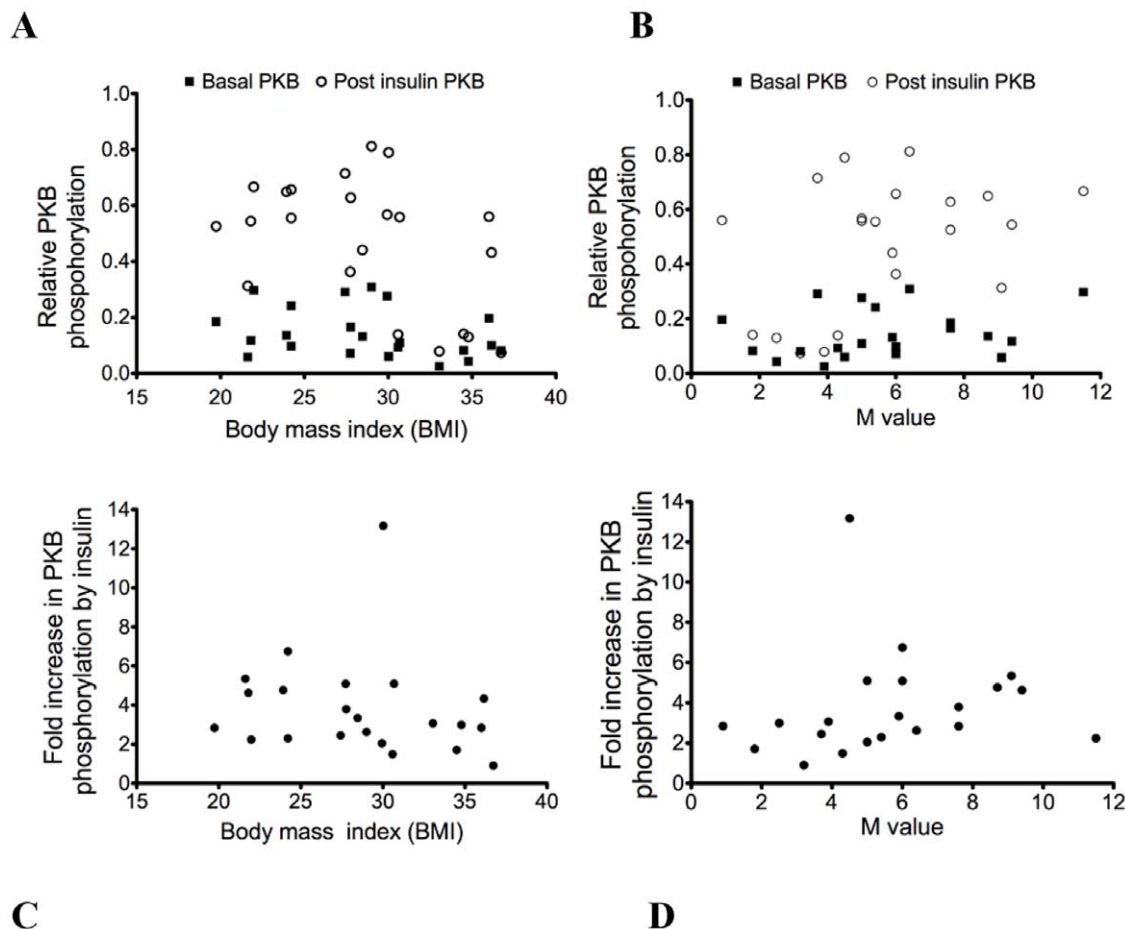 A
B
■ Basal PKB ○ Post insulin PKB
1.0
0.8
0.6
0.4
0.2
0.0
Relative PKB
phospohorylation
15 20 25 30 35 40
Body mass index (BMI)
■ Basal PKB ○ Post insulin PKB
1.0
0.8
0.6
0.4
0.2
0.0
Relative PKB
phospohorylation
0 2 4 6 8 10 12
M value
14
12
10
8
6
4
2
0
Fold increase in PKB
phosphorylation by insulin
15 20 25 30 35 40
Body mass index (BMI)
14
12
10
8
6
4
2
0
Fold increase in PKB
phosphorylation by insulin
0 2 4 6 8 10 12
M value
C
D